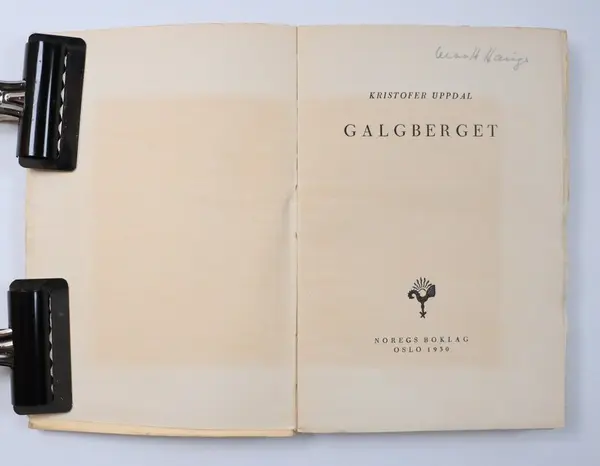 KRISTOFER UPPDAL
GALGBERGET
NOREGS BOKLAG
OSLO 1930